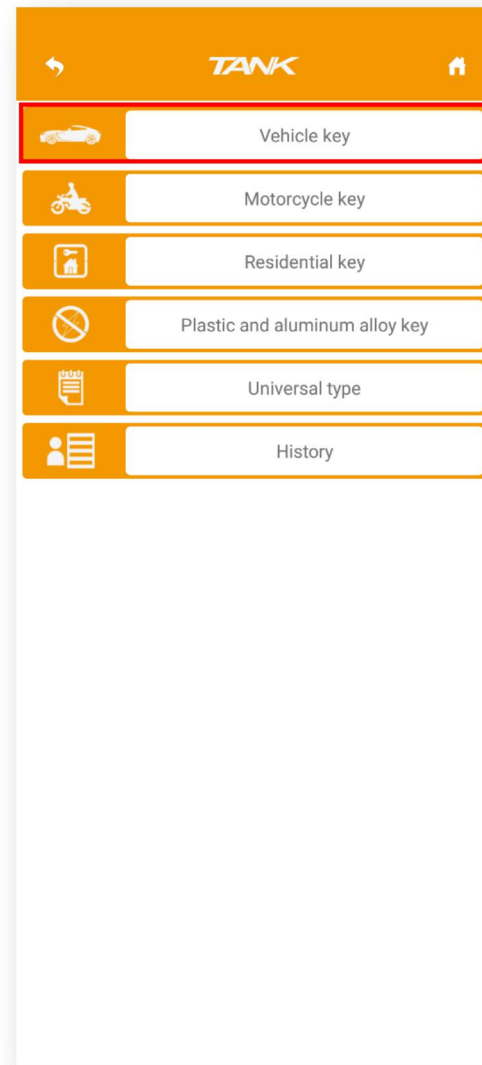 TANK
Vehicle key
Motorcycle key
Residential key
Plastic and aluminum alloy key
Universal type
History